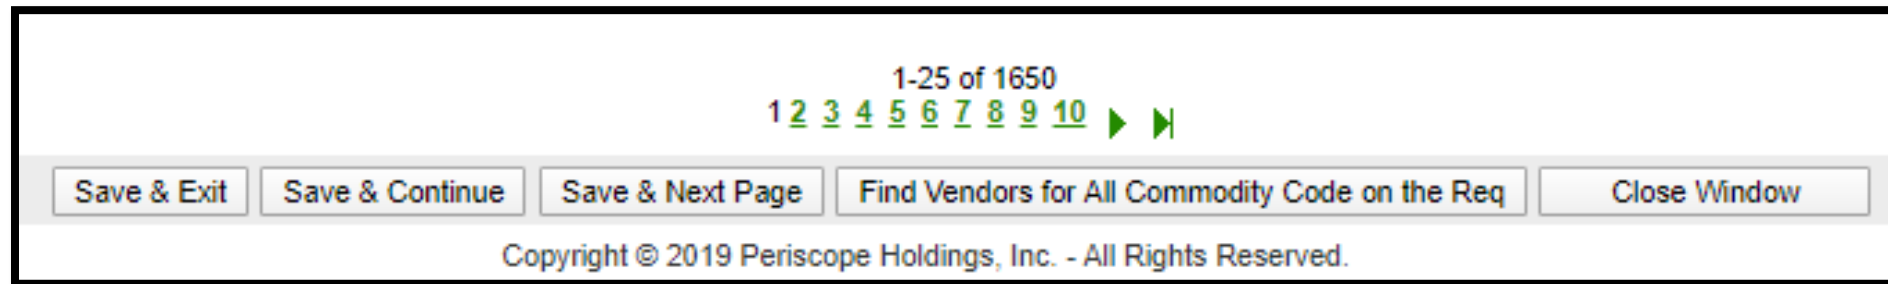 1-25 of 1650
1 2 3 4 5 6 7 8 9 10
Save & Exit Save & Continue Save & Next Page Find Vendors for All Commodity Code on the Req Close Window
Copyright © 2019 Periscope Holdings, Inc. - All Rights Reserved.